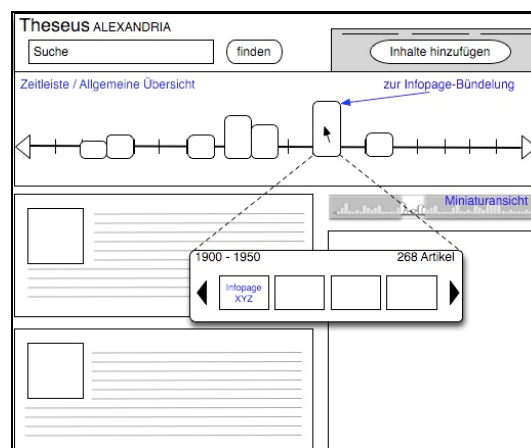 Theseus ALEXANDRIA
Suche
finden
Inhalte hinzufügen
Zeitleiste / Allgemeine Übersicht
zur Infopage-Bündelung
Miniaturansicht
1900 - 1950
268 Artikel
Infopage
XYZ